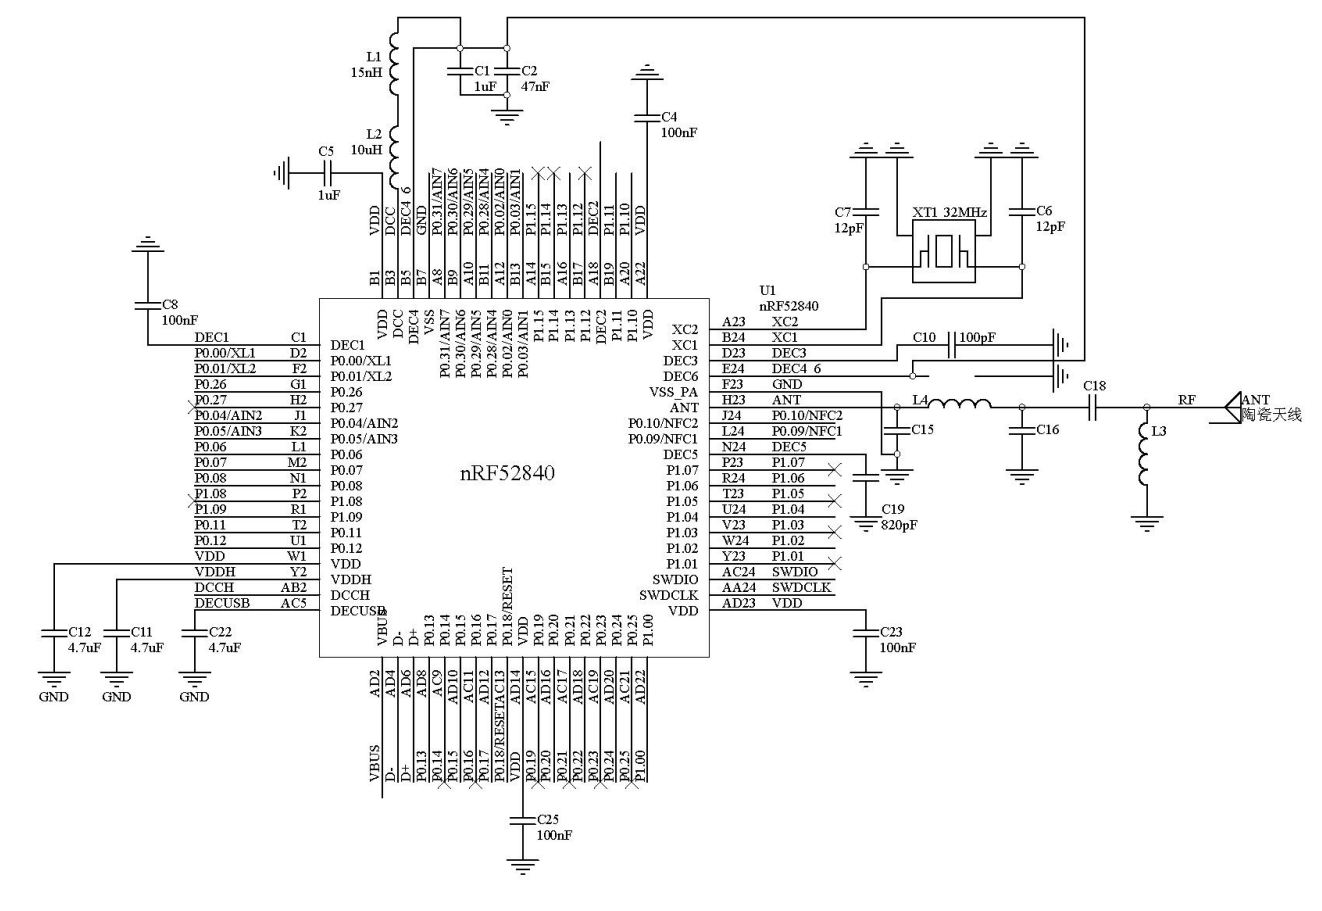 L1
15nH
C1
1uF
C2
47nF
C4
100nF
L2
10uH
C5
1uF
VDD
DCC
DEC4_6
GND
P0.31/AIN7
P0.30/AIN6
P0.29/AIN5
P0.28/AIN4
P0.02/AIN0
P0.03/AIN1
P1.15
P1.14
P1.13
P1.12
DEC2
P1.11
P1.10
VDD
B1
B3
B5
B7
A8
B9
A10
B11
A12
B13
A14
B15
A16
B17
A18
B19
A20
A22
VDD
DCC
DEC4
VSS
P0.31/AIN7
P0.30/AIN6
P0.29/AIN5
P0.28/AIN4
P0.02/AIN0
P0.03/AIN1
P1.15
P1.14
P1.13
P1.12
DEC2
P1.11
P1.10
VDD
C7
12pF
XT1 32MHz
C6
12pF
C8
100nF
U1
nRF52840
DEC1 C1 DEC1
P0.00/XL1 D2 P0.00/XL1
P0.01/XL2 F2 P0.01/XL2
P0.26 G1 P0.26
P0.27 H2 P0.27
P0.04/AIN2 J1 P0.04/AIN2
P0.05/AIN3 K2 P0.05/AIN3
P0.06 L1 P0.06
P0.07 M2 P0.07
P0.08 N1 P0.08
P1.08 P2 P1.08
P1.09 R1 P1.09
P0.11 T2 P0.11
P0.12 U1 P0.12
VDD W1 VDD
VDDH Y2 VDDH
DCCH AB2 DCCH
DECUSB AC5 DECUSB
nRF52840
XC2 A23 XC2
XC1 B24 XC1
DEC3 D23 DEC3
DEC6 E24 DEC4_6
VSS_PA F23 GND
ANT H23 ANT
P0.10/NFC2 J24 P0.10/NFC2
P0.09/NFC1 L24 P0.09/NFC1
DEC5 N24 DEC5
P1.07 P23 P1.07
P1.06 R24 P1.06
P1.05 T23 P1.05
P1.04 U24 P1.04
P1.03 V23 P1.03
P1.02 W24 P1.02
P1.01 Y23 P1.01
SWDIO AC24 SWDIO
SWDCLK AA24 SWDCLK
VDD AD23 VDD
C10 100pF
L4
C15
C16
C18
RF
L3
ANT
陶瓷天线
C19
820pF
C12
4.7uF
GND
C11
4.7uF
GND
C22
4.7uF
GND
C23
100nF
VBUS
D-
D+
P0.13
P0.14
P0.15
P0.16
P0.17
P0.18/RESET
VDD
P0.19
P0.20
P0.21
P0.22
P0.23
P0.24
P0.25
P1.00
AD2
AD4
AD6
AD8
AC9
AD10
AC11
AD12
AC13
AD14
AC15
AD16
AC17
AD18
AC19
AD20
AC21
AD22
VBUS
D-
D+
P0.13
P0.14
P0.15
P0.16
P0.17
P0.18/RESET
VDD
P0.19
P0.20
P0.21
P0.22
P0.23
P0.24
P0.25
P1.00
C25
100nF